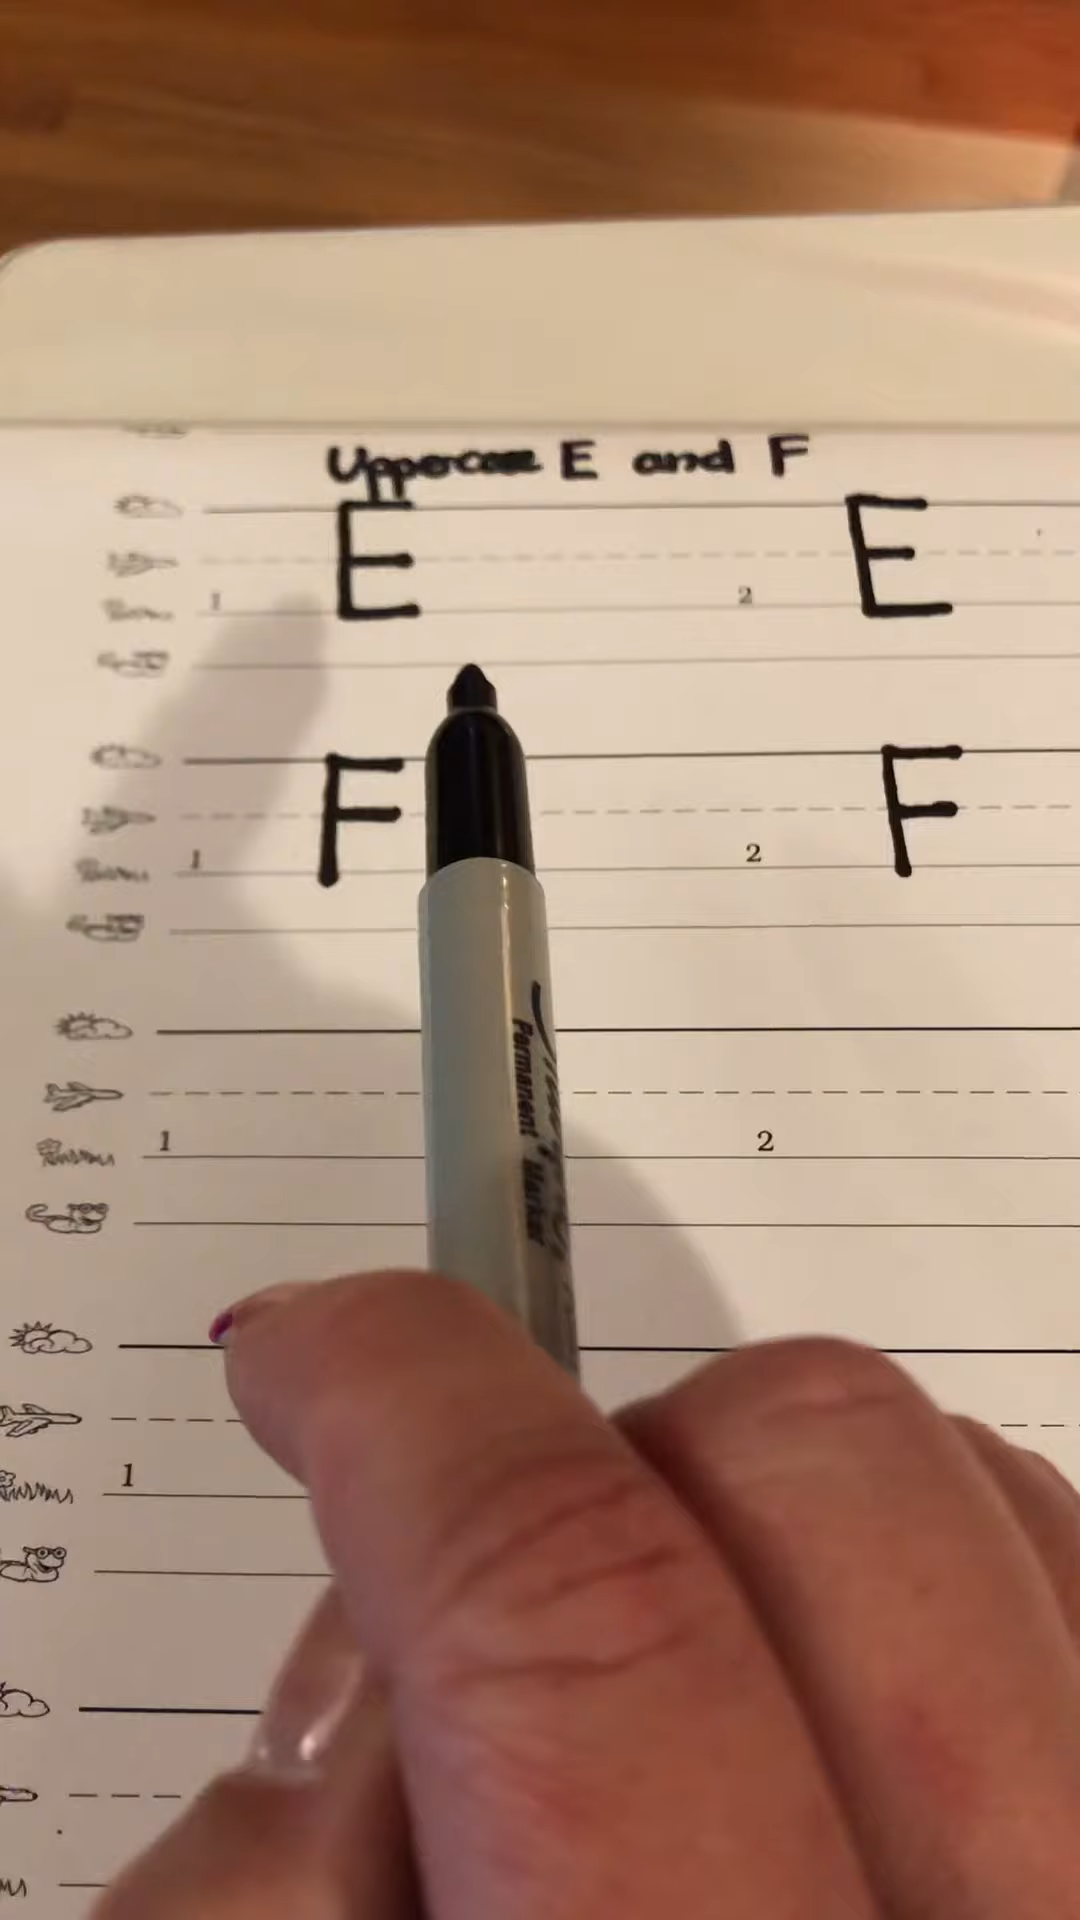 Uppercase E and F
E E
1 2
F F
1 2
Permanent Marker
1 2
1